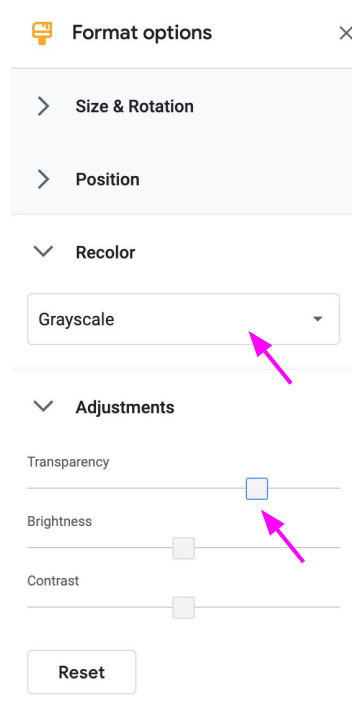 Format options
Size & Rotation
Position
Recolor
Grayscale
Adjustments
Transparency
Brightness
Contrast
Reset